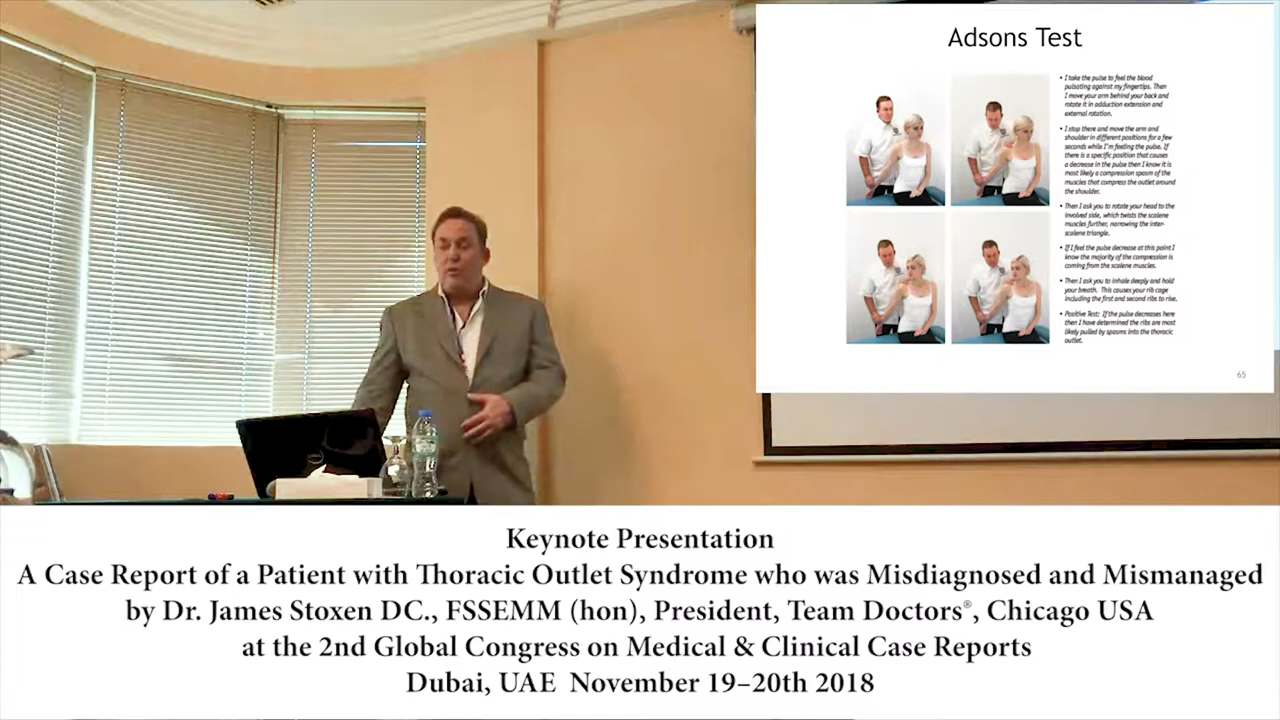 Adsons Test
• I take the pulse to feel the blood
pulsating against my fingertips. Then
I move your arm behind your back and
rotate it in adduction extension and
external rotation.
• I stop there and move the arm and
shoulder in different positions for a few
seconds while I'm feeling the pulse. If
there is a specific position that causes
a decrease in the pulse then I know it is
most likely a compression spasm of the
muscles that compress the outlet around
the shoulder.
• Then I ask you to rotate your head to the
involved side, which twists the scalene
muscles further, narrowing the inter-
scalene triangle.
• If I feel the pulse decrease at this point I
know the majority of the compression is
coming from the scalene muscles.
• Then I ask you to inhale deeply and hold
your breath. This causes your rib cage
including the first and second ribs to rise.
• Positive Test: If the pulse decreases here
then I have determined the ribs are most
likely pulled by spasms into the thoracic
outlet.
65
Keynote Presentation
A Case Report of a Patient with Thoracic Outlet Syndrome who was Misdiagnosed and Mismanaged
by Dr. James Stoxen DC., FSSEMM (hon), President, Team Doctors®, Chicago USA
at the 2nd Global Congress on Medical & Clinical Case Reports
Dubai, UAE November 19–20th 2018